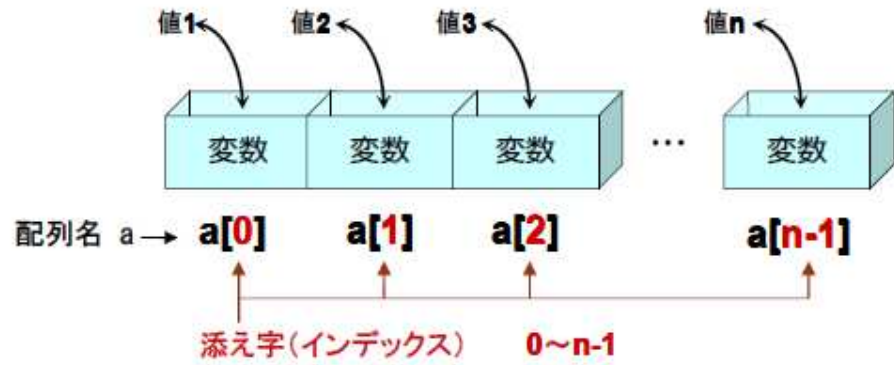 値1 値2 値3 値n
変数 変数 変数 … 変数
配列名 a→ a[0] a[1] a[2] a[n-1]
添え字(インデックス) 0～n-1